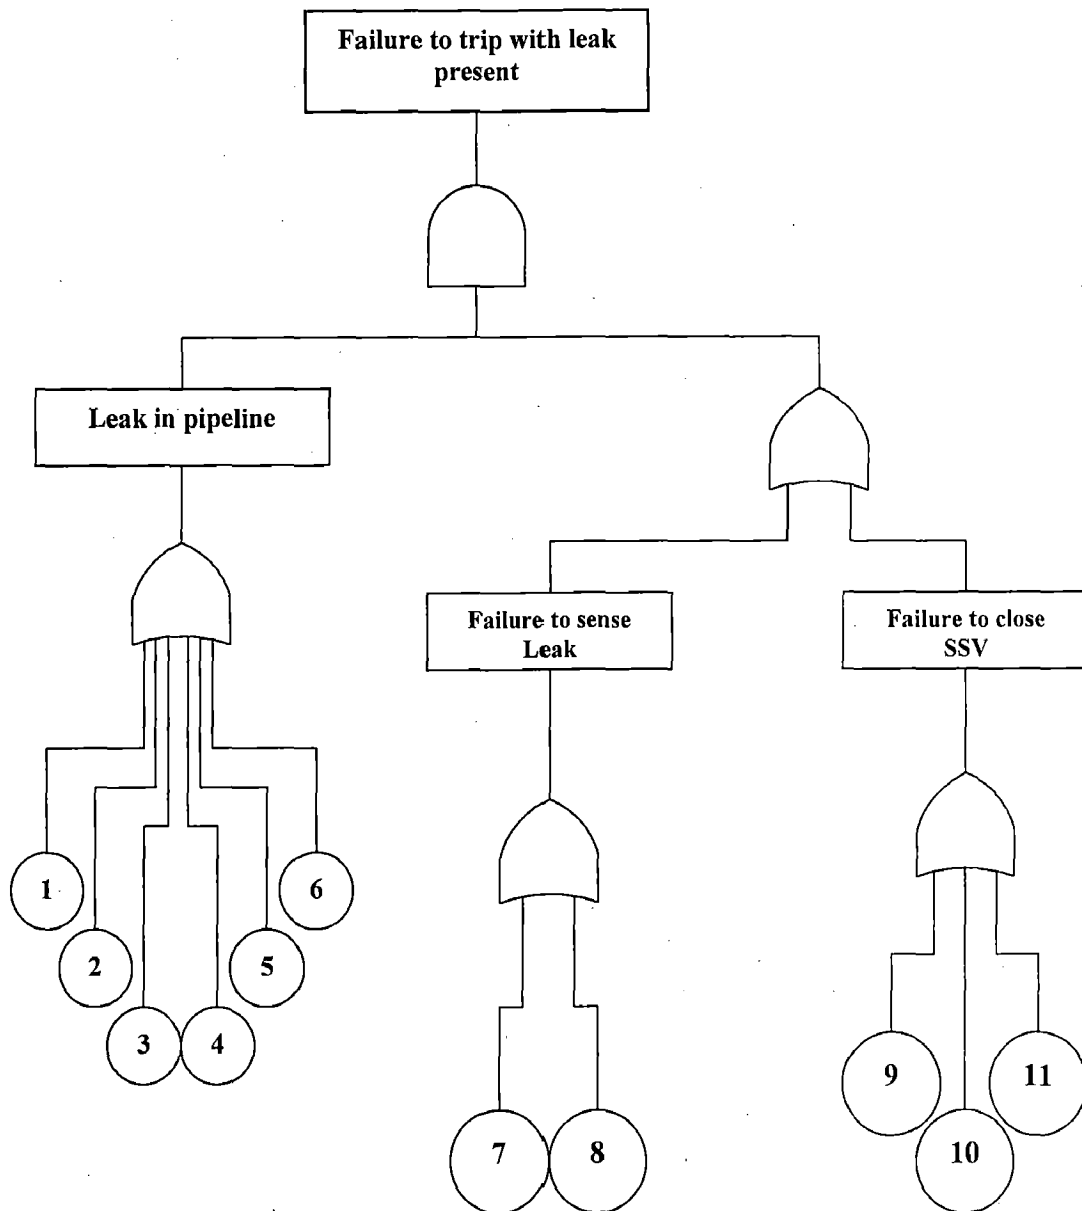 Failure to trip with leak
present
Leak in pipeline
Failure to sense
Leak
Failure to close
SSV
1
6
2
5
3
4
9
11
7
8
10